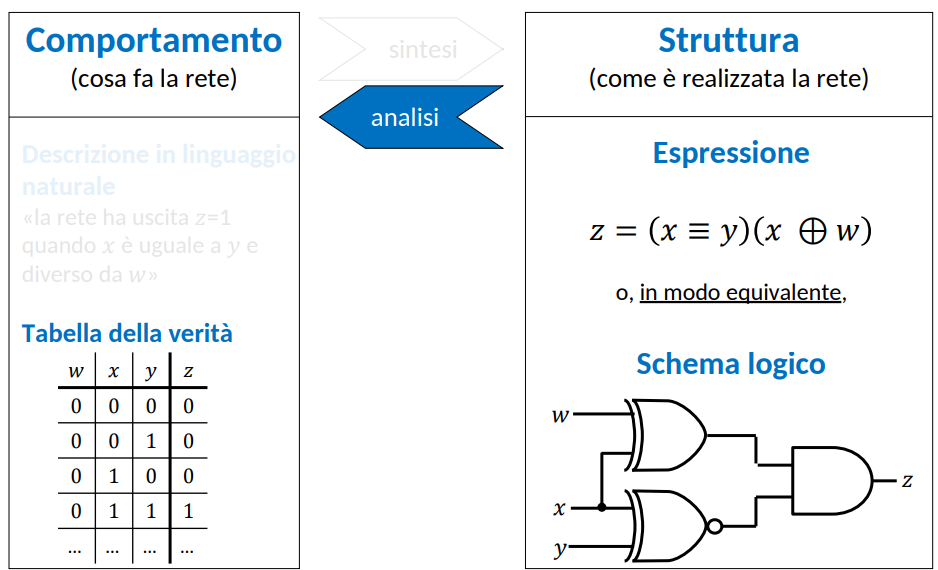 Comportamento
(cosa fa la rete)
sintesi
analisi
Struttura
(come è realizzata la rete)
Descrizione in linguaggio
naturale
«la rete ha uscita z=1
quando x è uguale a y e
diverso da w»
Tabella della verità
w x y z
0 0 0 0
0 0 1 0
0 1 0 0
0 1 1 1
... ... ... ...
Espressione
z = (x ≡ y)(x ⊕ w)
o, in modo equivalente,
Schema logico
w
x
y
z